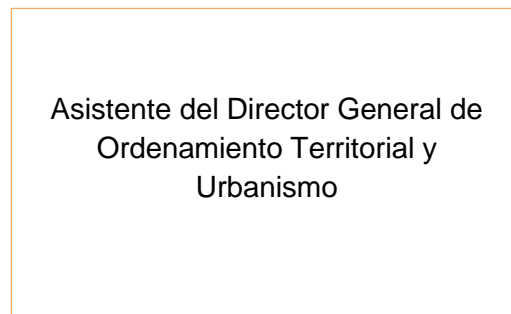 Asistente del Director General de
Ordenamiento Territorial y
Urbanismo